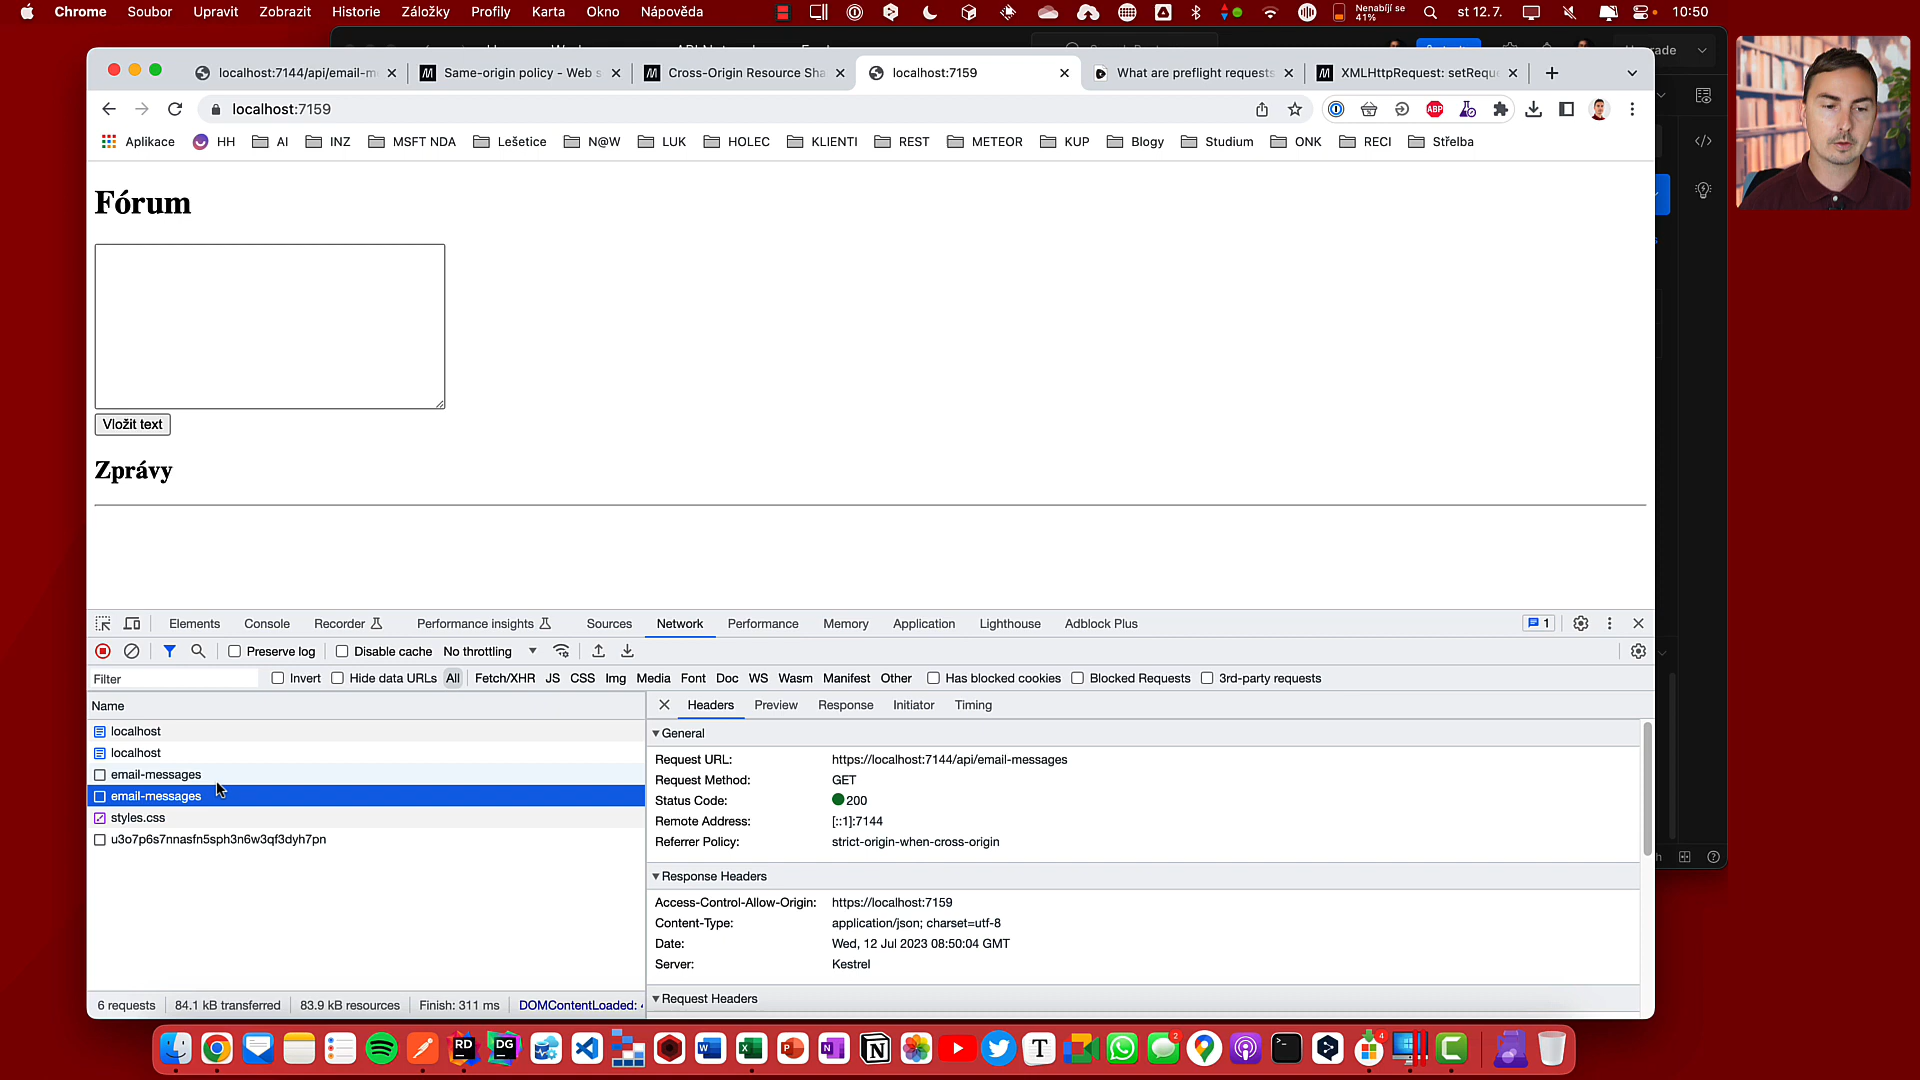 Chrome Soubor Upravit Zobrazit Historie Záložky Profily Karta Okno Nápověda Nenabíjí se 41% st 12.7. 10:50
localhost:7144/api/email-m Same-origin policy - Web s Cross-Origin Resource Sha localhost:7159 What are preflight requests XMLHttpRequest: setRequ
localhost:7159
Aplikace HH AI INZ MSFT NDA Lešetice N@W LUK HOLEC KLIENTI REST METEOR KUP Blogy Studium ONK RECI Střelba
Fórum
Vložit text
Zprávy
Elements Console Recorder Performance insights Sources Network Performance Memory Application Lighthouse Adblock Plus 1
Preserve log Disable cache No throttling
Filter Invert Hide data URLs All Fetch/XHR JS CSS Img Media Font Doc WS Wasm Manifest Other Has blocked cookies Blocked Requests 3rd-party requests
Name
localhost
localhost
email-messages
email-messages
styles.css
u3o7p6s7nnasfn5sph3n6w3qf3dyh7pn
6 requests 84.1 kB transferred 83.9 kB resources Finish: 311 ms DOMContentLoaded:
Headers Preview Response Initiator Timing
General
Request URL: https://localhost:7144/api/email-messages
Request Method: GET
Status Code: 200
Remote Address: [::1]:7144
Referrer Policy: strict-origin-when-cross-origin
Response Headers
Access-Control-Allow-Origin: https://localhost:7159
Content-Type: application/json; charset=utf-8
Date: Wed, 12 Jul 2023 08:50:04 GMT
Server: Kestrel
Request Headers